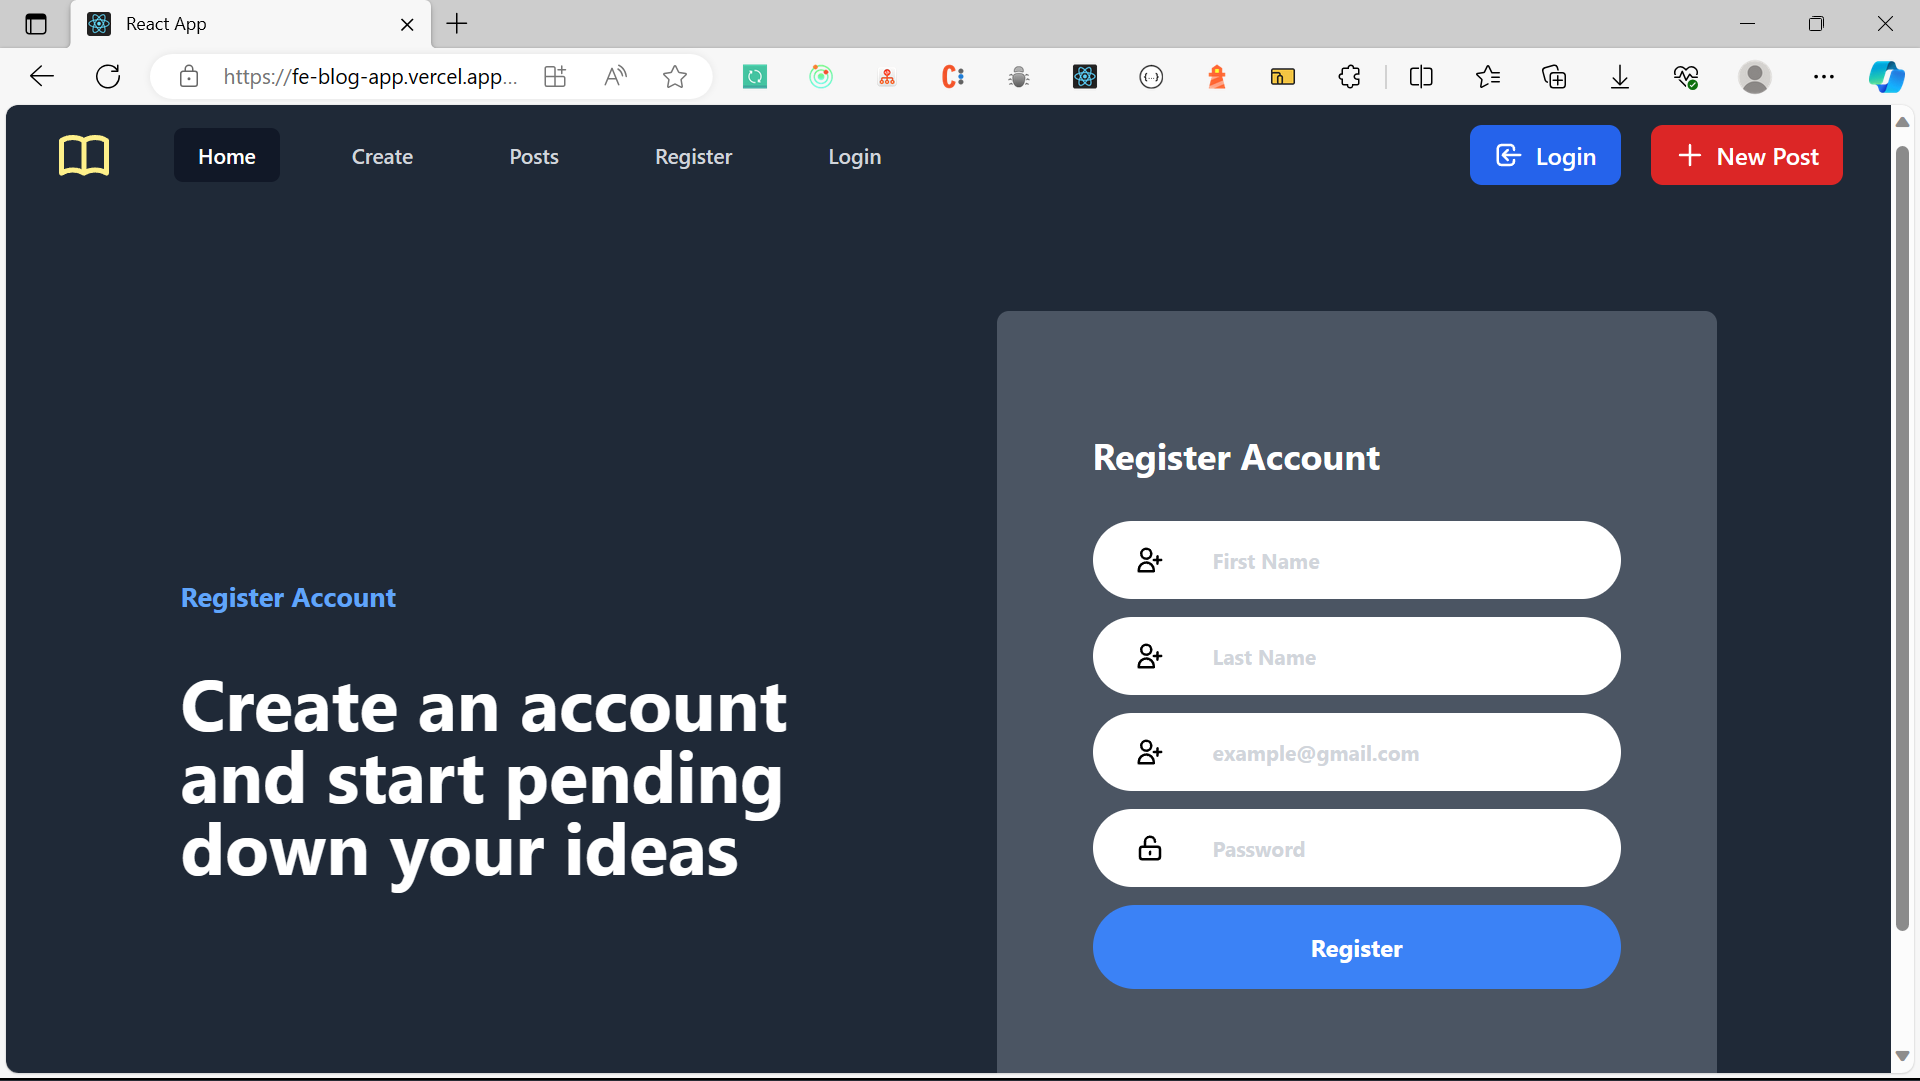 React App
https://fe-blog-app.vercel.app...
Home
Create
Posts
Register
Login
Login
New Post
Register Account
Create an account
and start pending
down your ideas
Register Account
First Name
Last Name
example@gmail.com
Password
Register